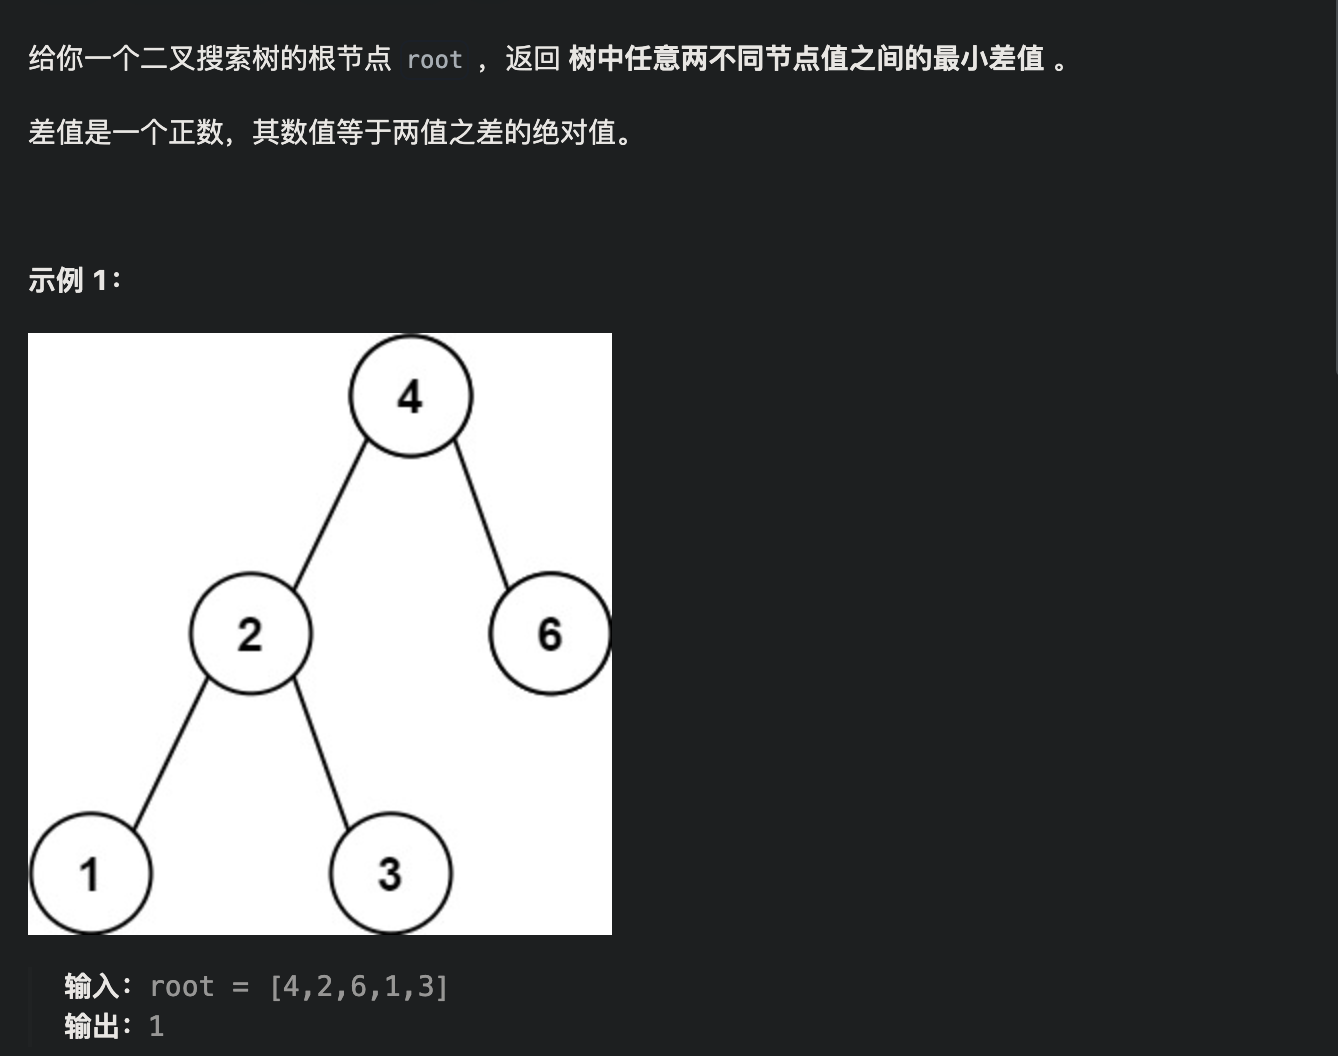 给你一个二叉搜索树的根节点 root ，返回 树中任意两不同节点值之间的最小差值 。
差值是一个正数，其数值等于两值之差的绝对值。
示例 1：
4
2
6
1
3
输入：root = [4,2,6,1,3]
输出：1